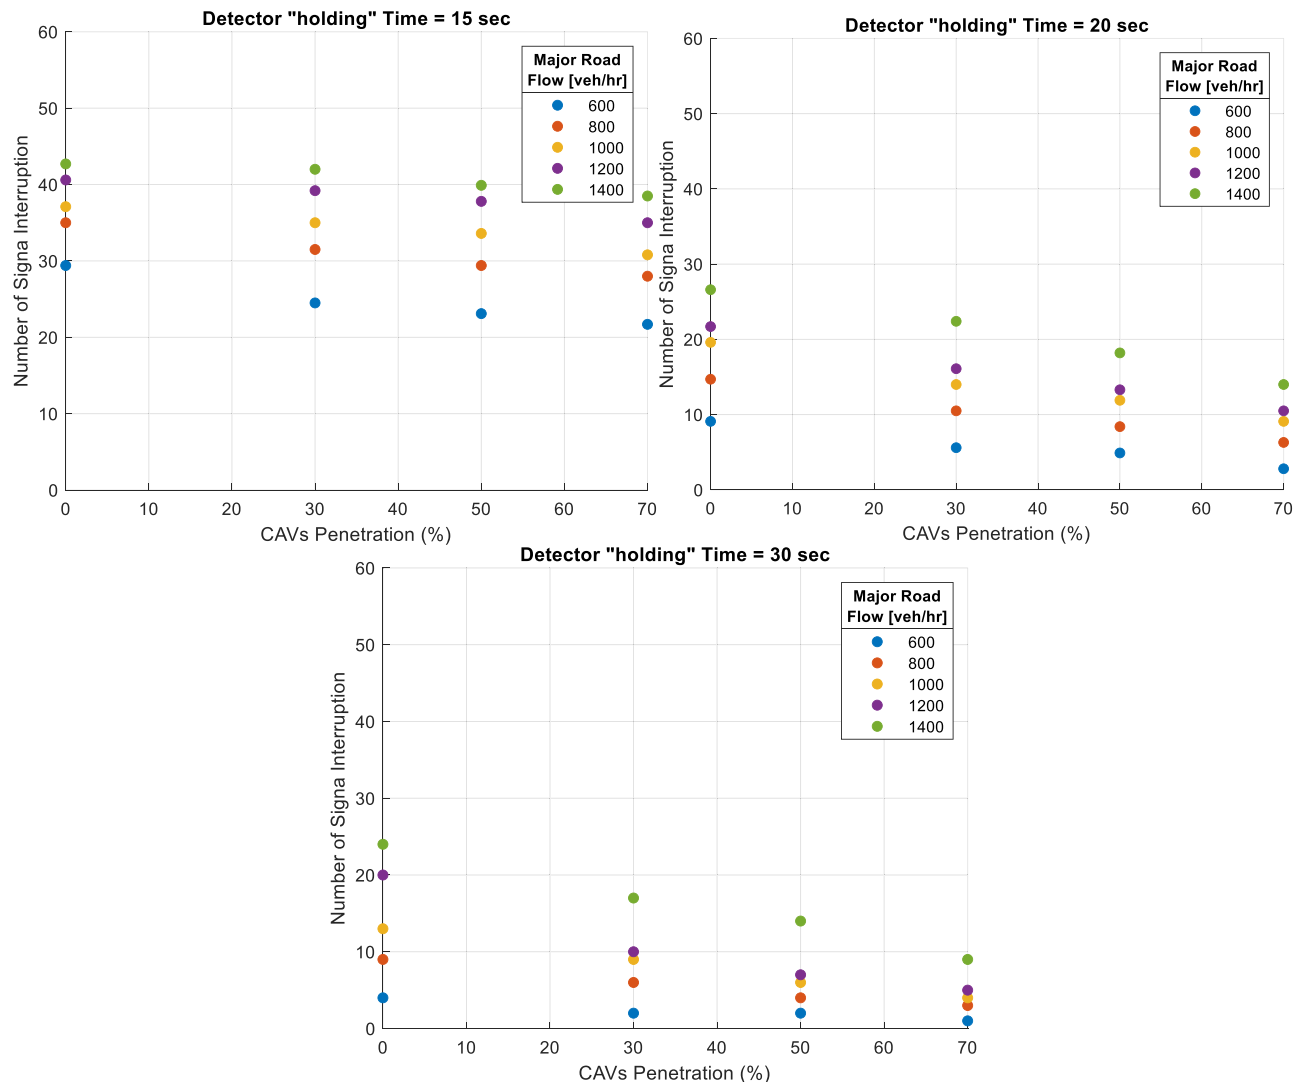 Detector "holding" Time = 15 sec
60
50
40
30
20
10
0
Number of Signa Interruption
0 10 20 30 40 50 60 70
CAVs Penetration (%)
Major Road
Flow [veh/hr]
600
800
1000
1200
1400
Detector "holding" Time = 20 sec
60
50
40
30
20
10
0
Number of Signa Interruption
0 10 20 30 40 50 60 70
CAVs Penetration (%)
Major Road
Flow [veh/hr]
600
800
1000
1200
1400
Detector "holding" Time = 30 sec
60
50
40
30
20
10
0
Number of Signa Interruption
0 10 20 30 40 50 60 70
CAVs Penetration (%)
Major Road
Flow [veh/hr]
600
800
1000
1200
1400